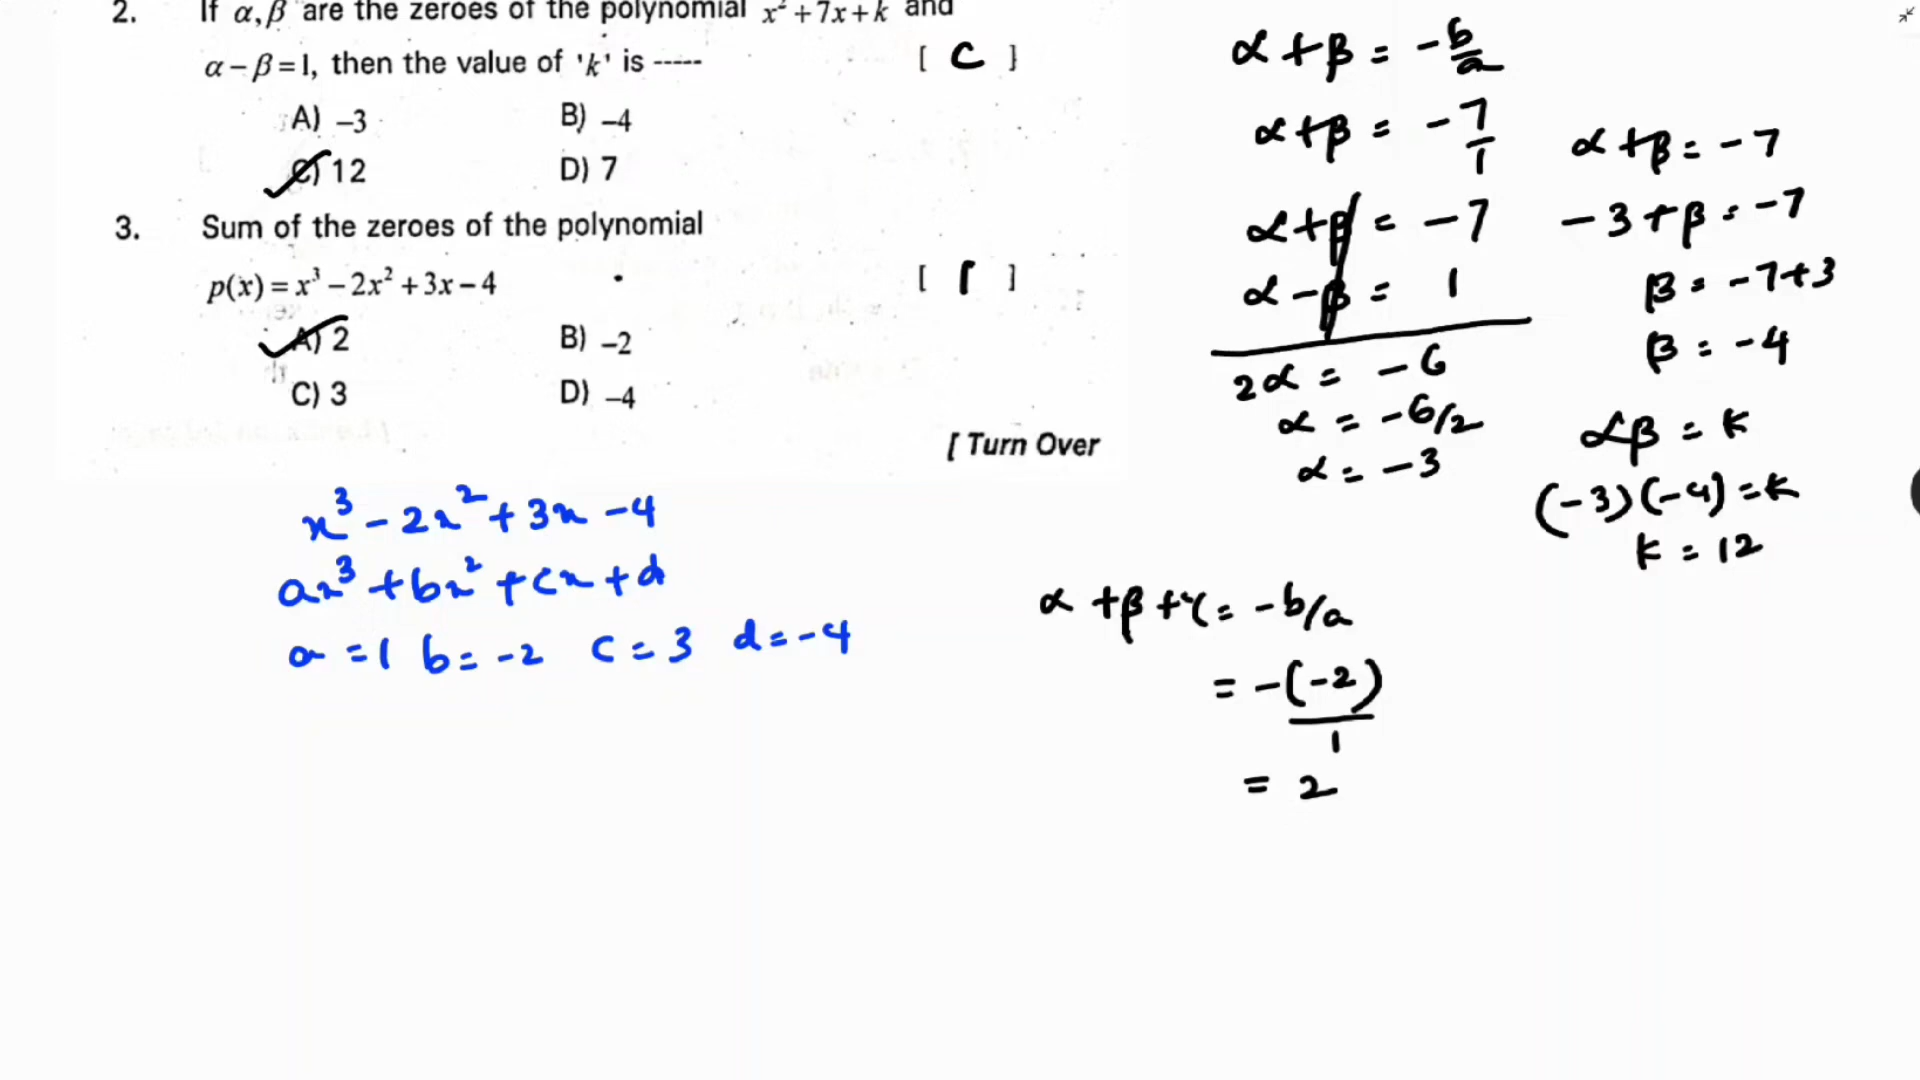 2. If α, β are the zeroes of the polynomial x² + 7x + k and
α – β = 1, then the value of 'k' is ----- [ C ]
A) –3 B) –4
C) 12 D) 7
3. Sum of the zeroes of the polynomial
p(x) = x³ – 2x² + 3x – 4 [ ]
A) 2 B) –2
C) 3 D) –4
[ Turn Over
x³ - 2x² + 3x - 4
ax³ + bx² + cx + d
a = 1 b = -2 c = 3 d = -4
α + β = -b/a
α + β = -7/1
α + β = -7
α - β = 1
2α = -6
α = -6/2
α = -3
α + β = -7
-3 + β = -7
β = -7+3
β = -4
αβ = k
(-3)(-4) = k
k = 12
α + β + γ = -b/a
= -(-2)/1
= 2